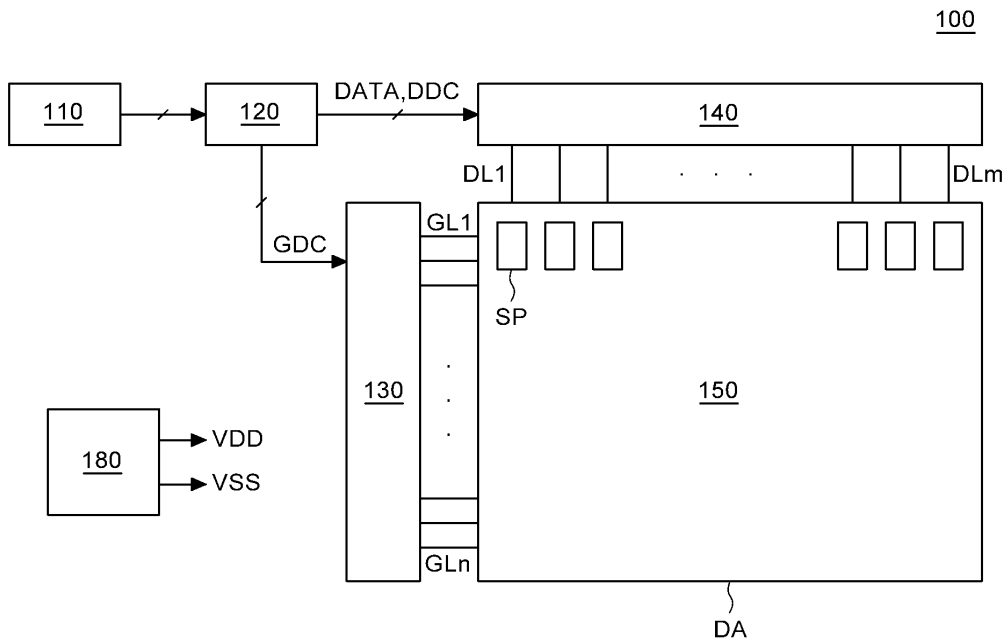 100
110
120
DATA,DDC
140
DL1
. . .
DLm
GDC
GL1
SP
130
.
.
.
150
180
VDD
VSS
GLn
DA